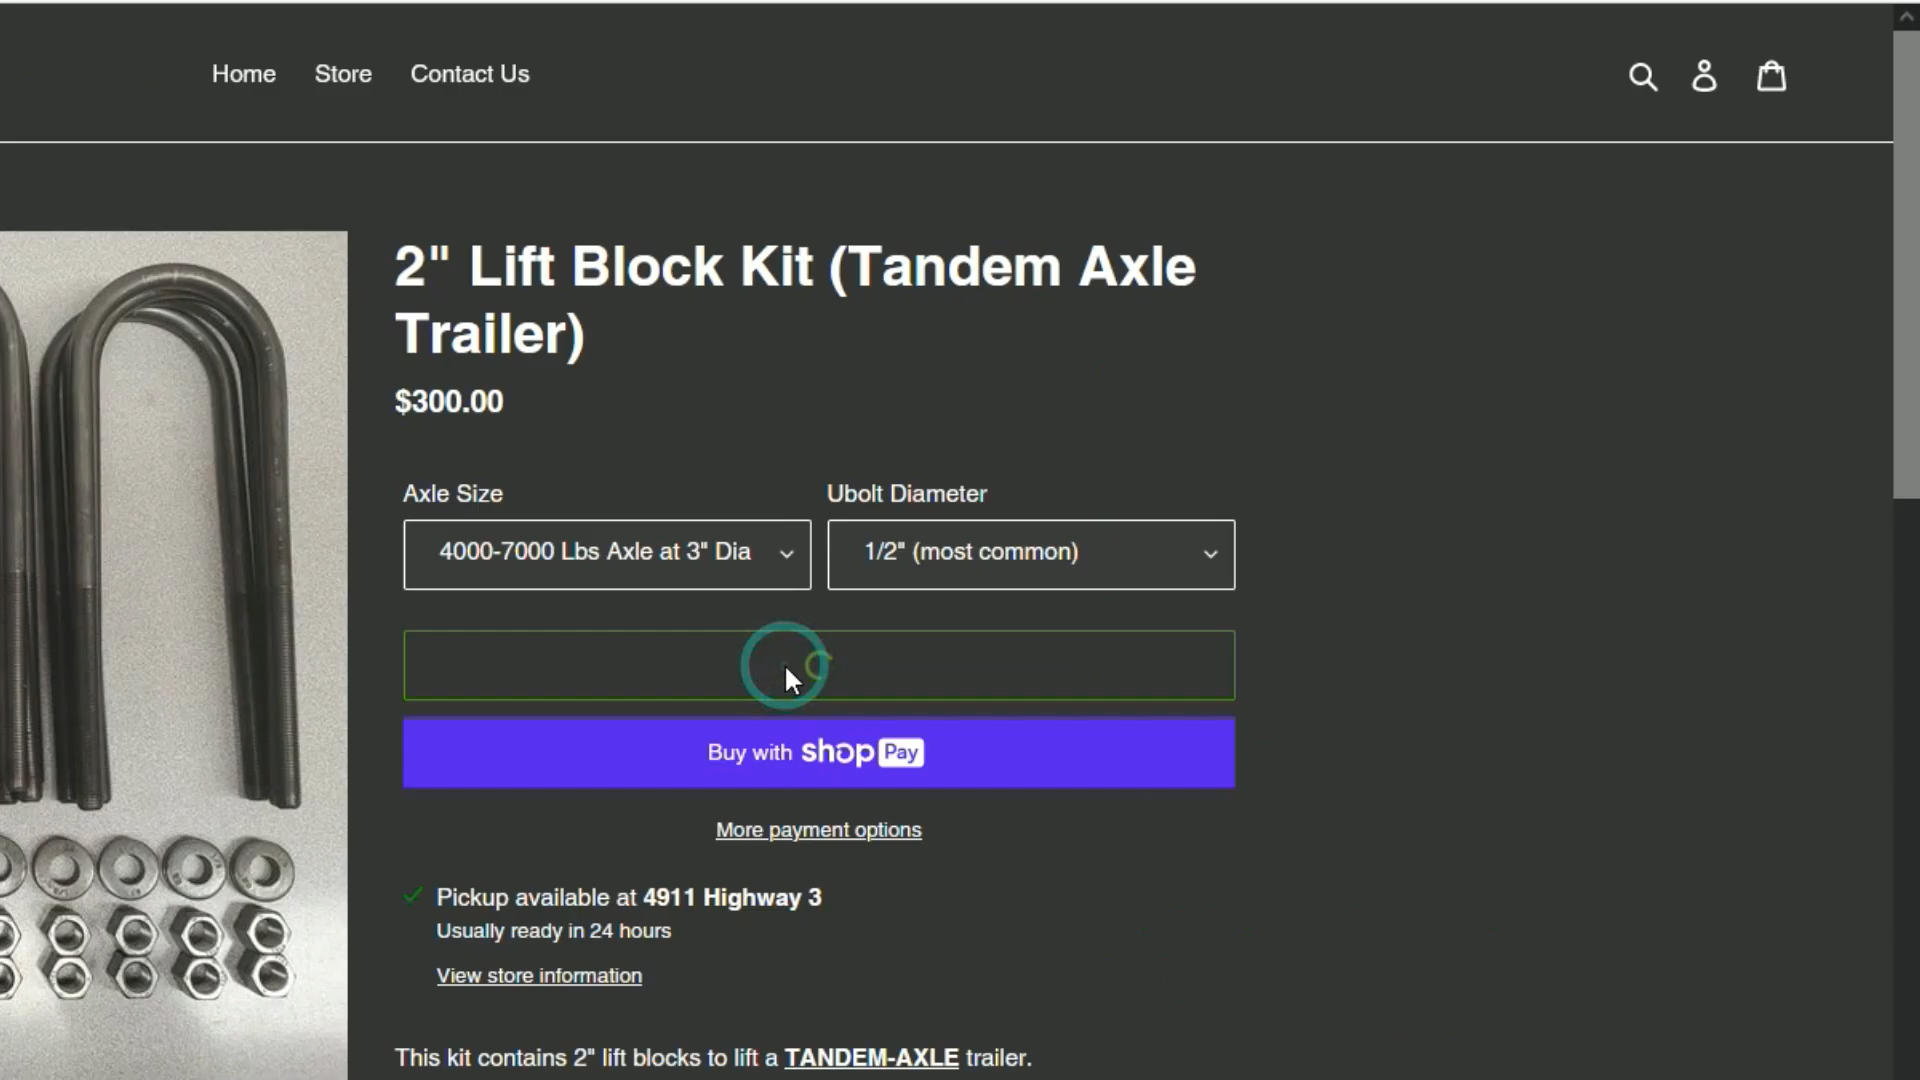 Home Store Contact Us
2" Lift Block Kit (Tandem Axle
Trailer)
$300.00
Axle Size Ubolt Diameter
4000-7000 Lbs Axle at 3" Dia 1/2" (most common)
Buy with shop Pay
More payment options
Pickup available at 4911 Highway 3
Usually ready in 24 hours
View store information
This kit contains 2" lift blocks to lift a TANDEM-AXLE trailer.